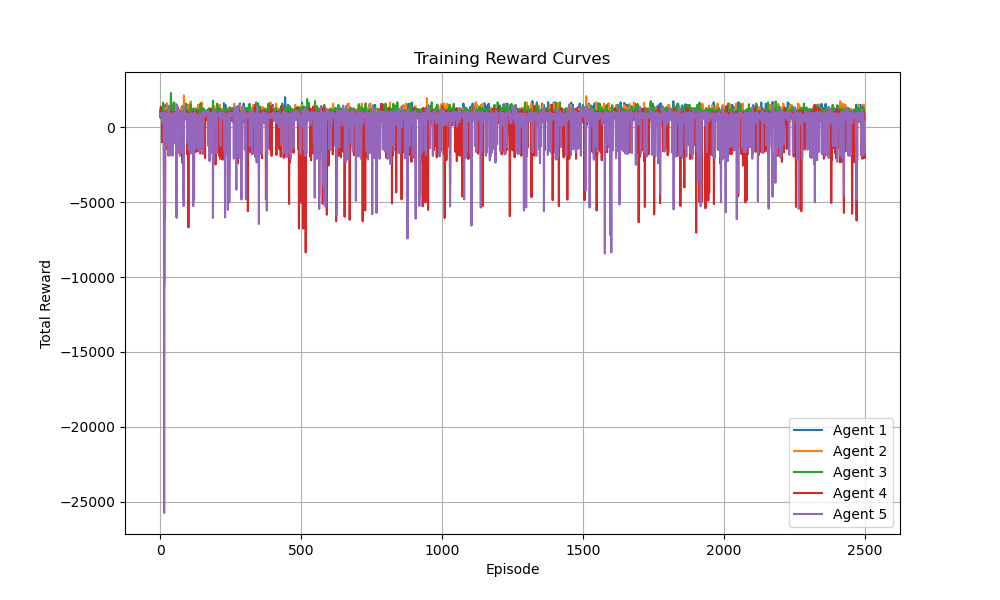 Training Reward Curves
Total Reward
0
−5000
−10000
−15000
−20000
−25000
0 500 1000 1500 2000 2500
Episode
Agent 1
Agent 2
Agent 3
Agent 4
Agent 5